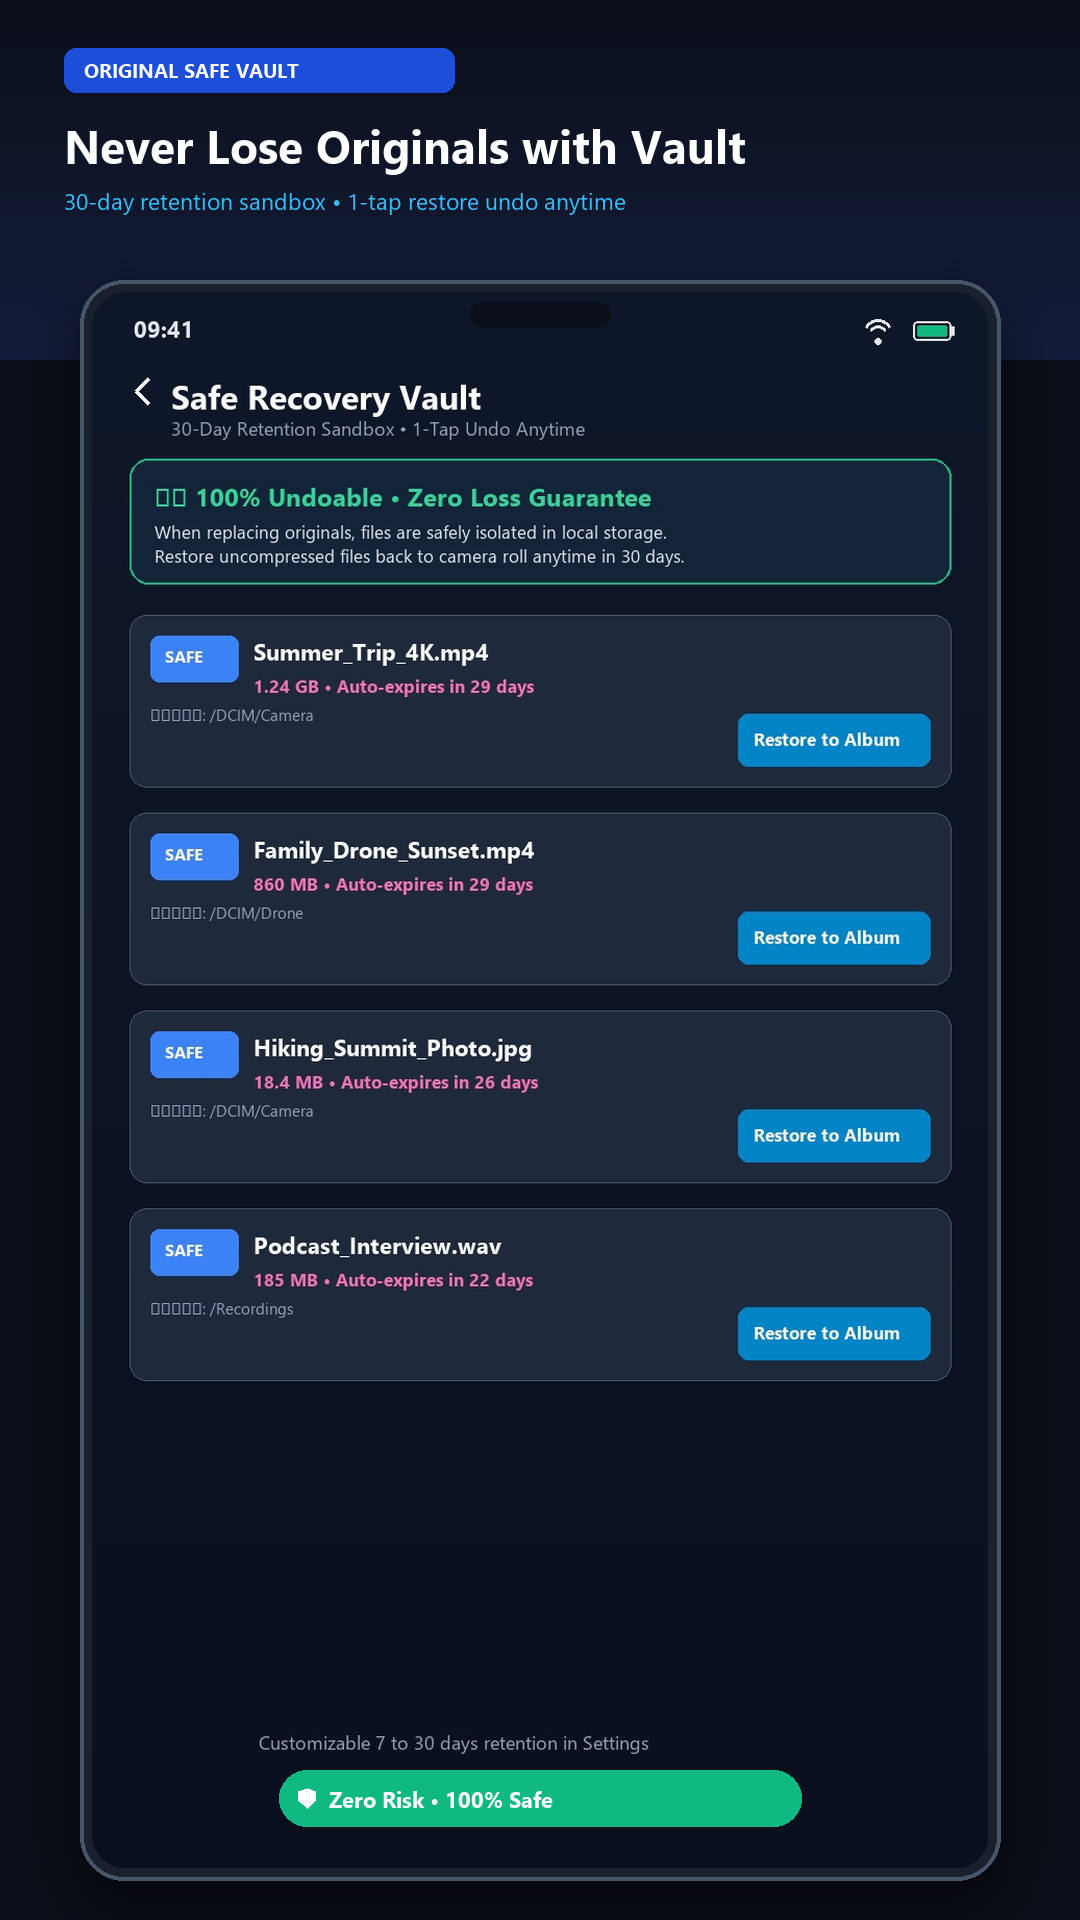 ORIGINAL SAFE VAULT
Never Lose Originals with Vault
30-day retention sandbox • 1-tap restore undo anytime
09:41
Safe Recovery Vault
30-Day Retention Sandbox • 1-Tap Undo Anytime
100% Undoable • Zero Loss Guarantee
When replacing originals, files are safely isolated in local storage.
Restore uncompressed files back to camera roll anytime in 30 days.
SAFE
Summer_Trip_4K.mp4
1.24 GB • Auto-expires in 29 days
: /DCIM/Camera
Restore to Album
SAFE
Family_Drone_Sunset.mp4
860 MB • Auto-expires in 29 days
: /DCIM/Drone
Restore to Album
SAFE
Hiking_Summit_Photo.jpg
18.4 MB • Auto-expires in 26 days
: /DCIM/Camera
Restore to Album
SAFE
Podcast_Interview.wav
185 MB • Auto-expires in 22 days
: /Recordings
Restore to Album
Customizable 7 to 30 days retention in Settings
Zero Risk • 100% Safe